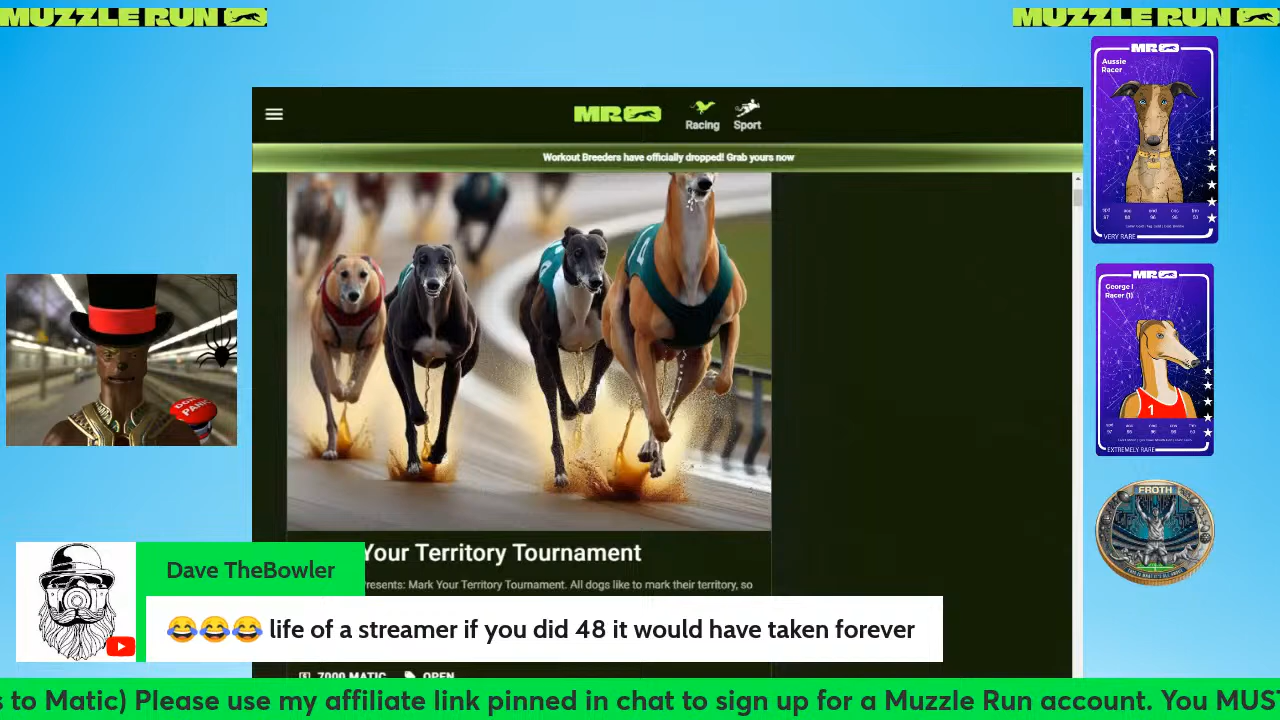 MUZZLE RUN
MUZZLE RUN
MR
Racing
Sport
Workout Breeders have officially dropped! Grab yours now
MR
Aussie
Racer
VERY RARE
MR
George I
Racer (1)
1
EXTREMELY RARE
DON'T
PANIC
FROTH
Your Territory Tournament
resents: Mark Your Territory Tournament. All dogs like to mark their territory, so
Dave TheBowler
😂😂😂 life of a streamer if you did 48 it would have taken forever
7000 MATIC
OPEN
s to Matic) Please use my affiliate link pinned in chat to sign up for a Muzzle Run account. You MUS